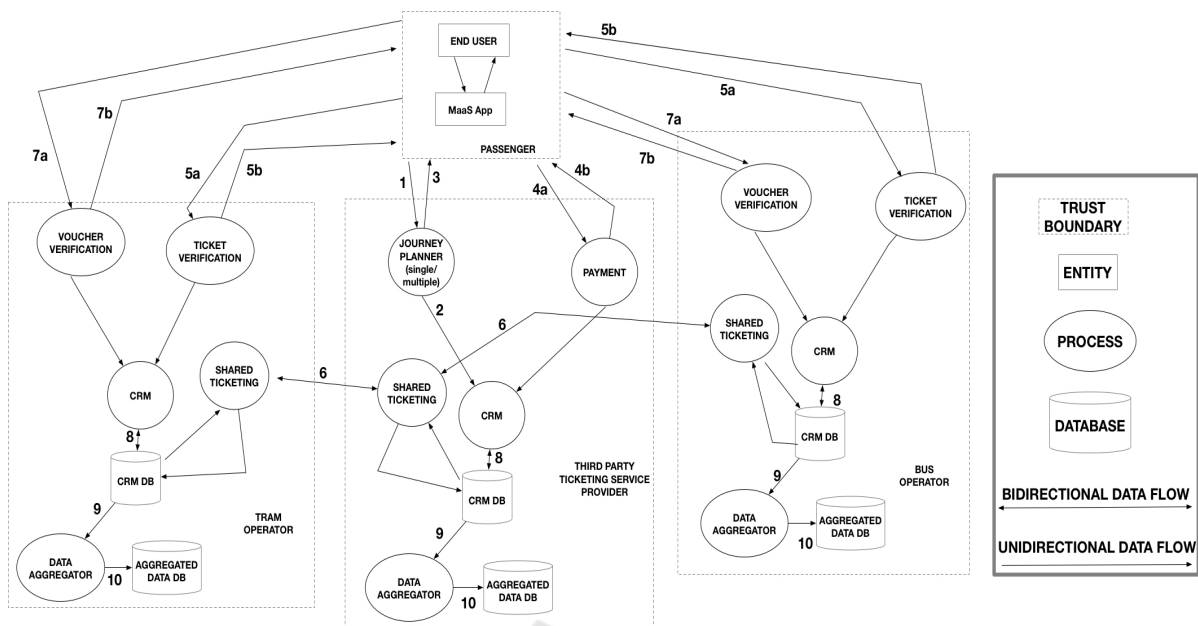 END USER
MaaS App
PASSENGER
5b
5a
7b
7a
5a
5b
1
3
4a
4b
7a
7b
VOUCHER
VERIFICATION
TICKET
VERIFICATION
CRM
SHARED
TICKETING
8
CRM DB
9
DATA
AGGREGATOR
10
AGGREGATED
DATA DB
TRAM
OPERATOR
6
JOURNEY
PLANNER
(single/
multiple)
PAYMENT
2
6
SHARED
TICKETING
CRM
8
CRM DB
9
DATA
AGGREGATOR
10
AGGREGATED
DATA DB
THIRD PARTY
TICKETING SERVICE
PROVIDER
VOUCHER
VERIFICATION
TICKET
VERIFICATION
SHARED
TICKETING
CRM
8
CRM DB
9
DATA
AGGREGATOR
10
AGGREGATED
DATA DB
BUS
OPERATOR
TRUST
BOUNDARY
ENTITY
PROCESS
DATABASE
BIDIRECTIONAL DATA FLOW
UNIDIRECTIONAL DATA FLOW